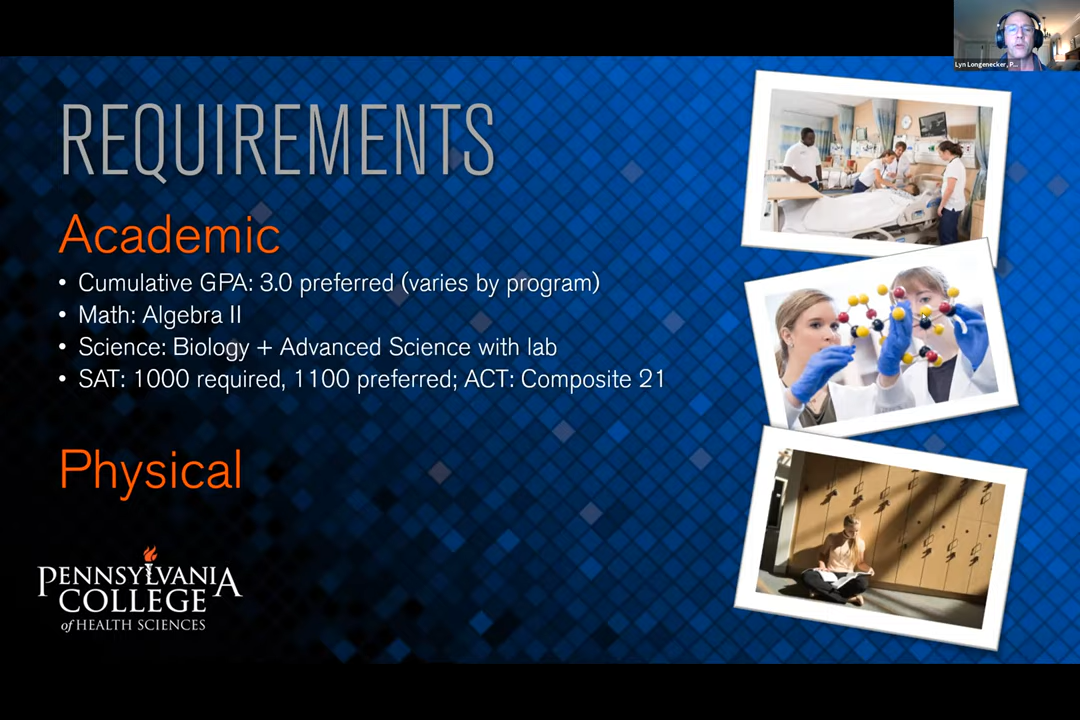 Lyn Longenecker, P...
REQUIREMENTS
Academic
• Cumulative GPA: 3.0 preferred (varies by program)
• Math: Algebra II
• Science: Biology + Advanced Science with lab
• SAT: 1000 required, 1100 preferred; ACT: Composite 21
Physical
PENNSYLVANIA
COLLEGE
of HEALTH SCIENCES